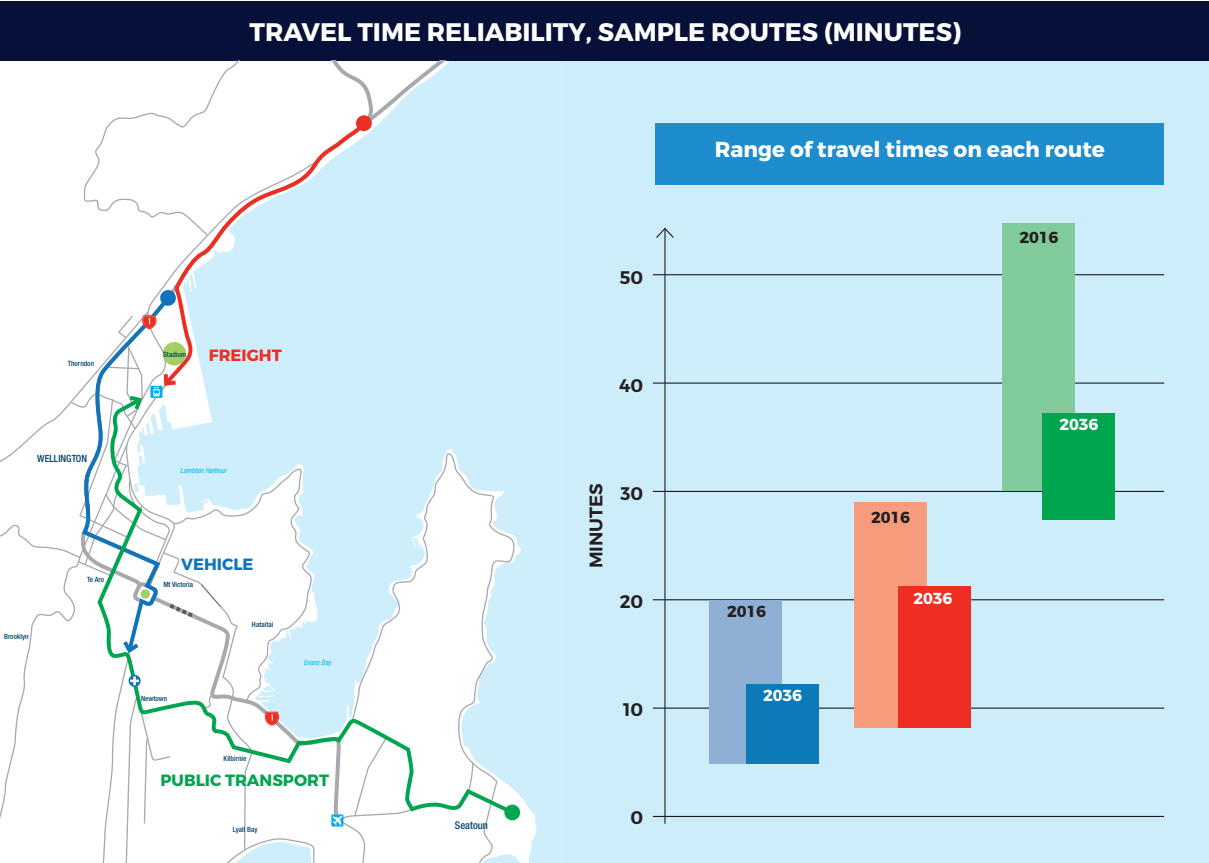 TRAVEL TIME RELIABILITY, SAMPLE ROUTES (MINUTES)
1
Stadium
Thorndon
FREIGHT
WELLINGTON
Lambton Harbour
VEHICLE
Te Aro
Mt Victoria
Brooklyn
Hataitai
Evans Bay
Newtown
1
Kilbirnie
PUBLIC TRANSPORT
Lyall Bay
Seatoun
Range of travel times on each route
MINUTES
50
40
30
20
10
0
2016
2036
2016
2036
2016
2036